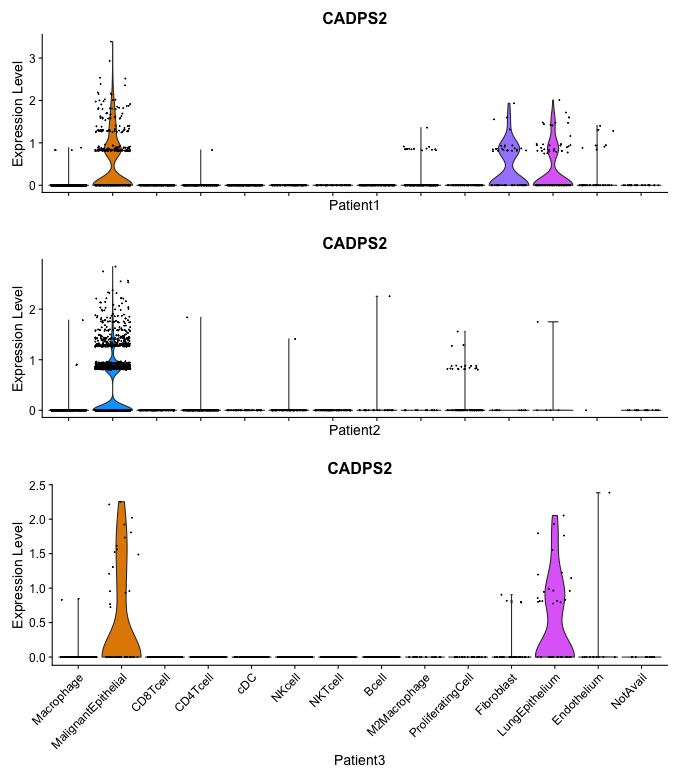 CADPS2
Expression Level
3
2
1
0
Patient1
CADPS2
Expression Level
2
1
0
Patient2
CADPS2
Expression Level
2.5
2.0
1.5
1.0
0.5
0.0
Macrophage
MalignantEpithelial
CD8Tcell
CD4Tcell
cDC
NKcell
NKTcell
Bcell
M2Macrophage
ProliferatingCell
Fibroblast
LungEpithelium
Endothelium
NotAvail
Patient3